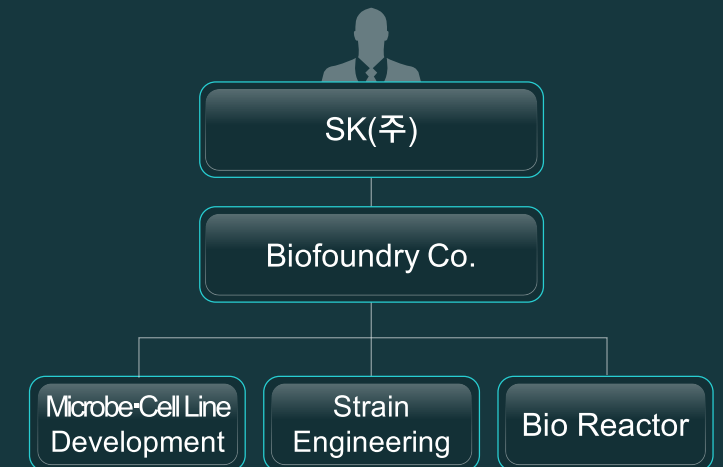 SK(주)
Biofoundry Co.
Microbe·Cell Line
Development
Strain
Engineering
Bio Reactor